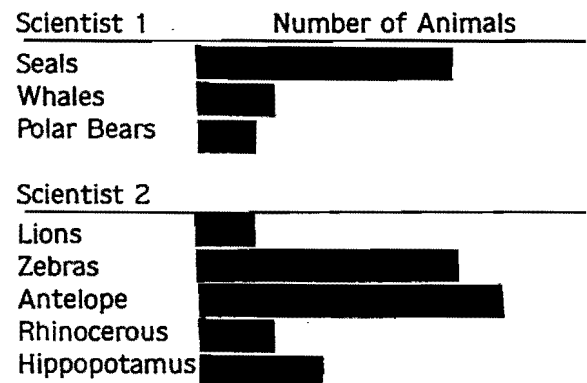 Scientist 1 Number of Animals
Seals
Whales
Polar Bears
Scientist 2
Lions
Zebras
Antelope
Rhinocerous
Hippopotamus